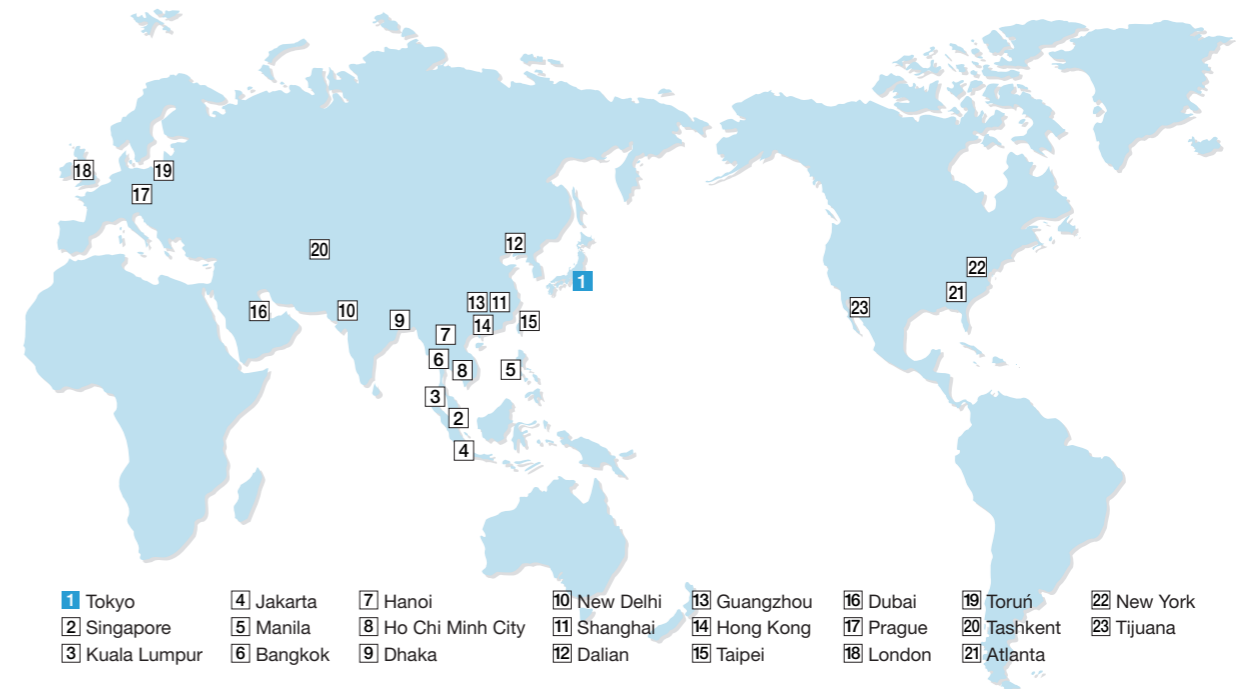 18
19
17
12
20
22
1
21
13 11
16
10
23
9
14
15
7
6
8
5
3
2
4
1 Tokyo
2 Singapore
3 Kuala Lumpur
4 Jakarta
5 Manila
6 Bangkok
7 Hanoi
8 Ho Chi Minh City
9 Dhaka
10 New Delhi
11 Shanghai
12 Dalian
13 Guangzhou
14 Hong Kong
15 Taipei
16 Dubai
17 Prague
18 London
19 Toruń
20 Tashkent
21 Atlanta
22 New York
23 Tijuana